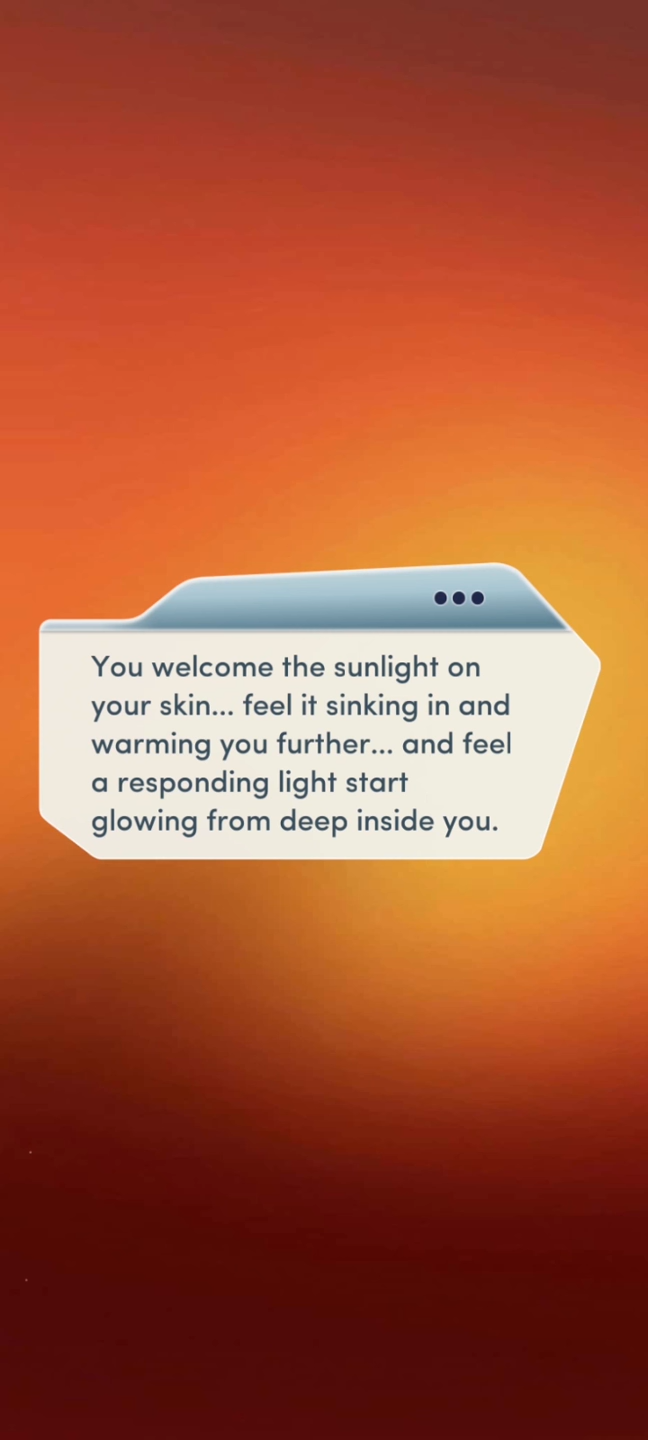 You welcome the sunlight on
your skin... feel it sinking in and
warming you further... and feel
a responding light start
glowing from deep inside you.